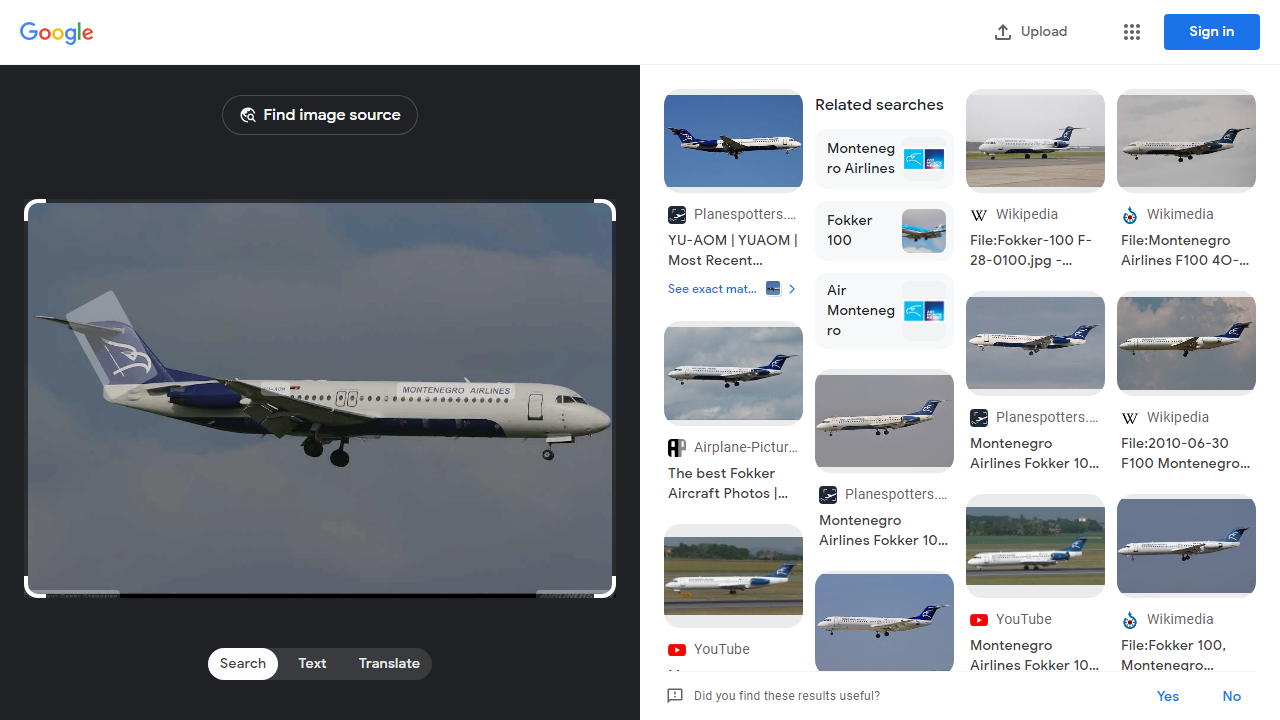 Google
Upload
Sign in
Find image source
MONTENEGRO AIRLINES
Search
Text
Translate
Planespotters....
YU-AOM | YUAOM |
Most Recent...
See exact mat...
Airplane-Pictur...
The best Fokker
Aircraft Photos |...
YouTube
Related searches
Monteneg
ro Airlines
Fokker
100
Air
Monteneg
ro
Planespotters....
Montenegro
Airlines Fokker 10...
Wikipedia
File:Fokker-100 F-
28-0100.jpg -...
Planespotters....
Montenegro
Airlines Fokker 10...
YouTube
Montenegro
Airlines Fokker 10...
Wikimedia
File:Montenegro
Airlines F100 4O-...
Wikipedia
File:2010-06-30
F100 Montenegro...
Wikimedia
File:Fokker 100,
Montenegro...
Did you find these results useful?
Yes
No